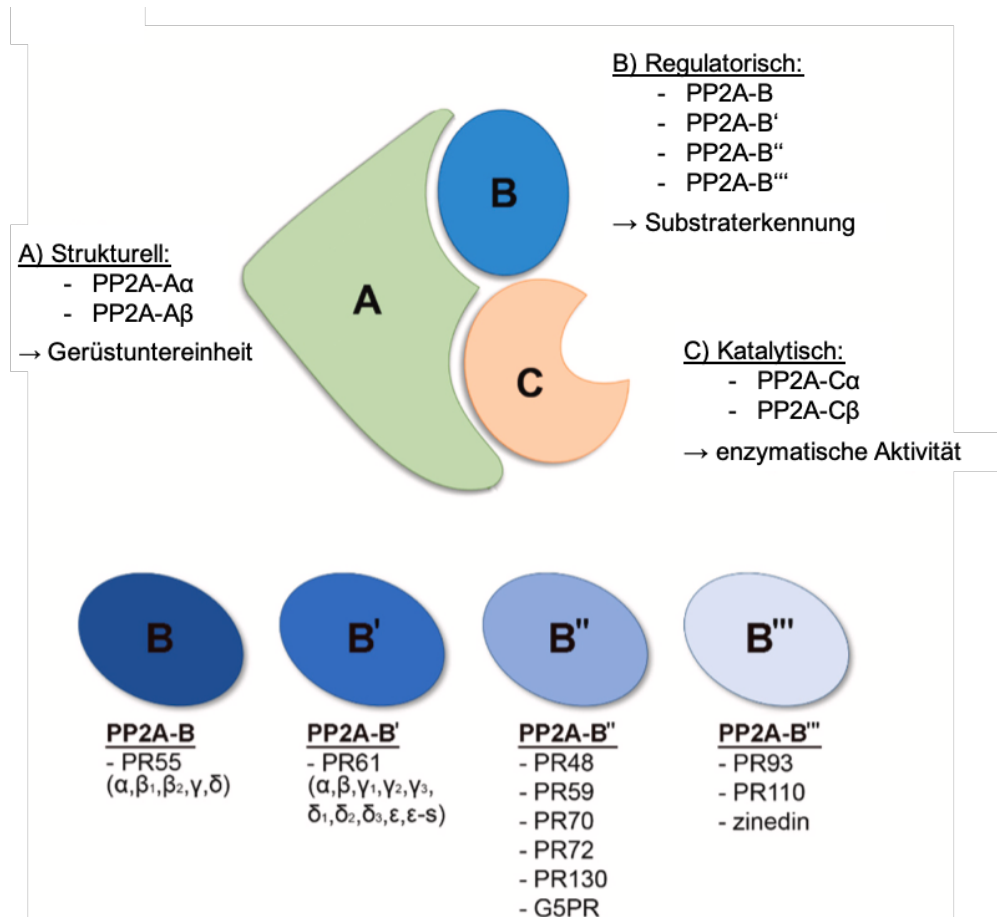 B) Regulatorisch:
- PP2A-B
- PP2A-B‘
- PP2A-B‘‘
- PP2A-B‘‘‘
→ Substraterkennung
A) Strukturell:
- PP2A-Aα
- PP2A-Aβ
→ Gerüstuntereinheit
B
A
C
C) Katalytisch:
- PP2A-Cα
- PP2A-Cβ
→ enzymatische Aktivität
B
B'
B''
B'''
PP2A-B
- PR55
(α,β₁,β₂,γ,δ)
PP2A-B'
- PR61
(α,β,γ₁,γ₂,γ₃,
δ₁,δ₂,δ₃,ε,ε-s)
PP2A-B''
- PR48
- PR59
- PR70
- PR72
- PR130
- G5PR
PP2A-B'''
- PR93
- PR110
- zinedin